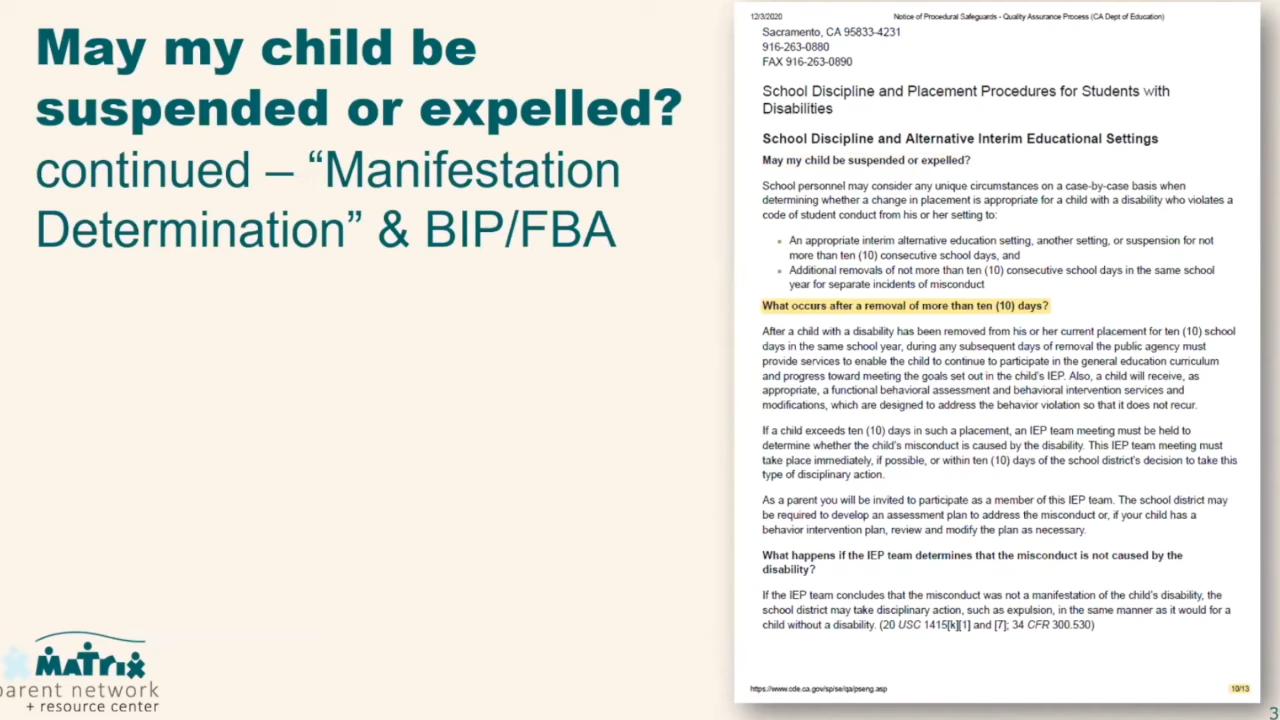 May my child be
suspended or expelled?
continued – “Manifestation
Determination” & BIP/FBA
12/3/2020 Notice of Procedural Safeguards - Quality Assurance Process (CA Dept of Education)
Sacramento, CA 95833-4231
916-263-0880
FAX 916-263-0890
School Discipline and Placement Procedures for Students with
Disabilities
School Discipline and Alternative Interim Educational Settings
May my child be suspended or expelled?
School personnel may consider any unique circumstances on a case-by-case basis when
determining whether a change in placement is appropriate for a child with a disability who violates a
code of student conduct from his or her setting to:
• An appropriate interim alternative education setting, another setting, or suspension for not
more than ten (10) consecutive school days, and
• Additional removals of not more than ten (10) consecutive school days in the same school
year for separate incidents of misconduct
What occurs after a removal of more than ten (10) days?
After a child with a disability has been removed from his or her current placement for ten (10) school
days in the same school year, during any subsequent days of removal the public agency must
provide services to enable the child to continue to participate in the general education curriculum
and progress toward meeting the goals set out in the child’s IEP. Also, a child will receive, as
appropriate, a functional behavioral assessment and behavioral intervention services and
modifications, which are designed to address the behavior violation so that it does not recur.
If a child exceeds ten (10) days in such a placement, an IEP team meeting must be held to
determine whether the child’s misconduct is caused by the disability. This IEP team meeting must
take place immediately, if possible, or within ten (10) days of the school district’s decision to take this
type of disciplinary action.
As a parent you will be invited to participate as a member of this IEP team. The school district may
be required to develop an assessment plan to address the misconduct or, if your child has a
behavior intervention plan, review and modify the plan as necessary.
What happens if the IEP team determines that the misconduct is not caused by the
disability?
If the IEP team concludes that the misconduct was not a manifestation of the child’s disability, the
school district may take disciplinary action, such as expulsion, in the same manner as it would for a
child without a disability. (20 USC 1415[k][1] and [7]; 34 CFR 300.530)
https://www.cde.ca.gov/sp/se/qa/pseng.asp 10/13
MATRIX
parent network
+ resource center
3